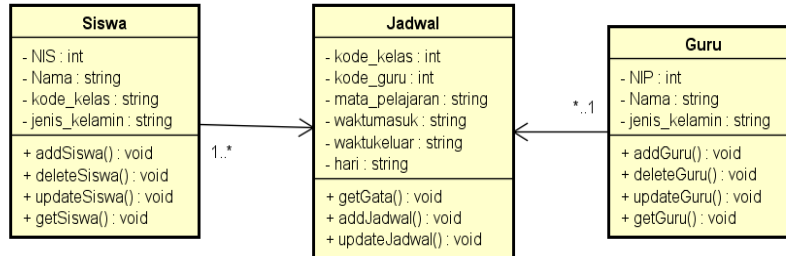 Siswa
- NIS : int
- Nama : string
- kode_kelas : string
- jenis_kelamin : string
+ addSiswa() : void
+ deleteSiswa() : void
+ updateSiswa() : void
+ getSiswa() : void
1..*
Jadwal
- kode_kelas : int
- kode_guru : int
- mata_pelajaran : string
- waktumasuk : string
- waktukeluar : string
- hari : string
+ getGata() : void
+ addJadwal() : void
+ updateJadwal() : void
*..1
Guru
- NIP : int
- Nama : string
- jenis_kelamin : string
+ addGuru() : void
+ deleteGuru() : void
+ updateGuru() : void
+ getGuru() : void